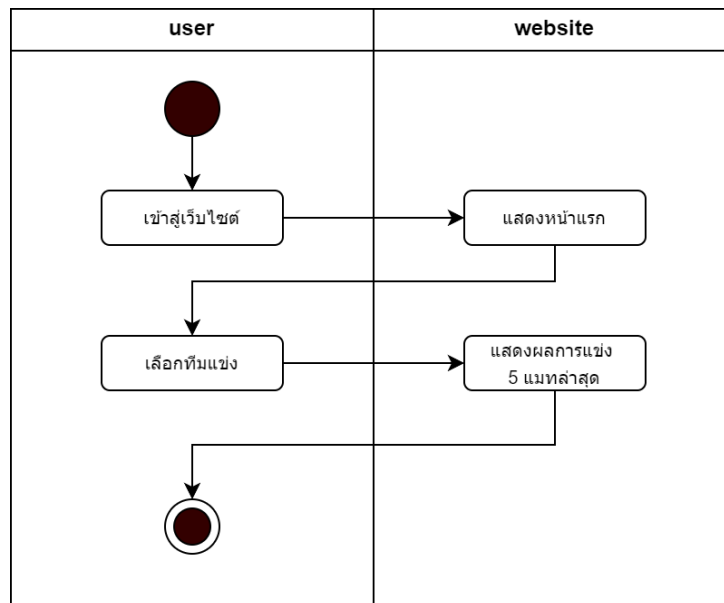 user
website
เข้าสู่เว็บไซต์
แสดงหน้าแรก
เลือกทีมแข่ง
แสดงผลการแข่ง
5 แมทล่าสุด